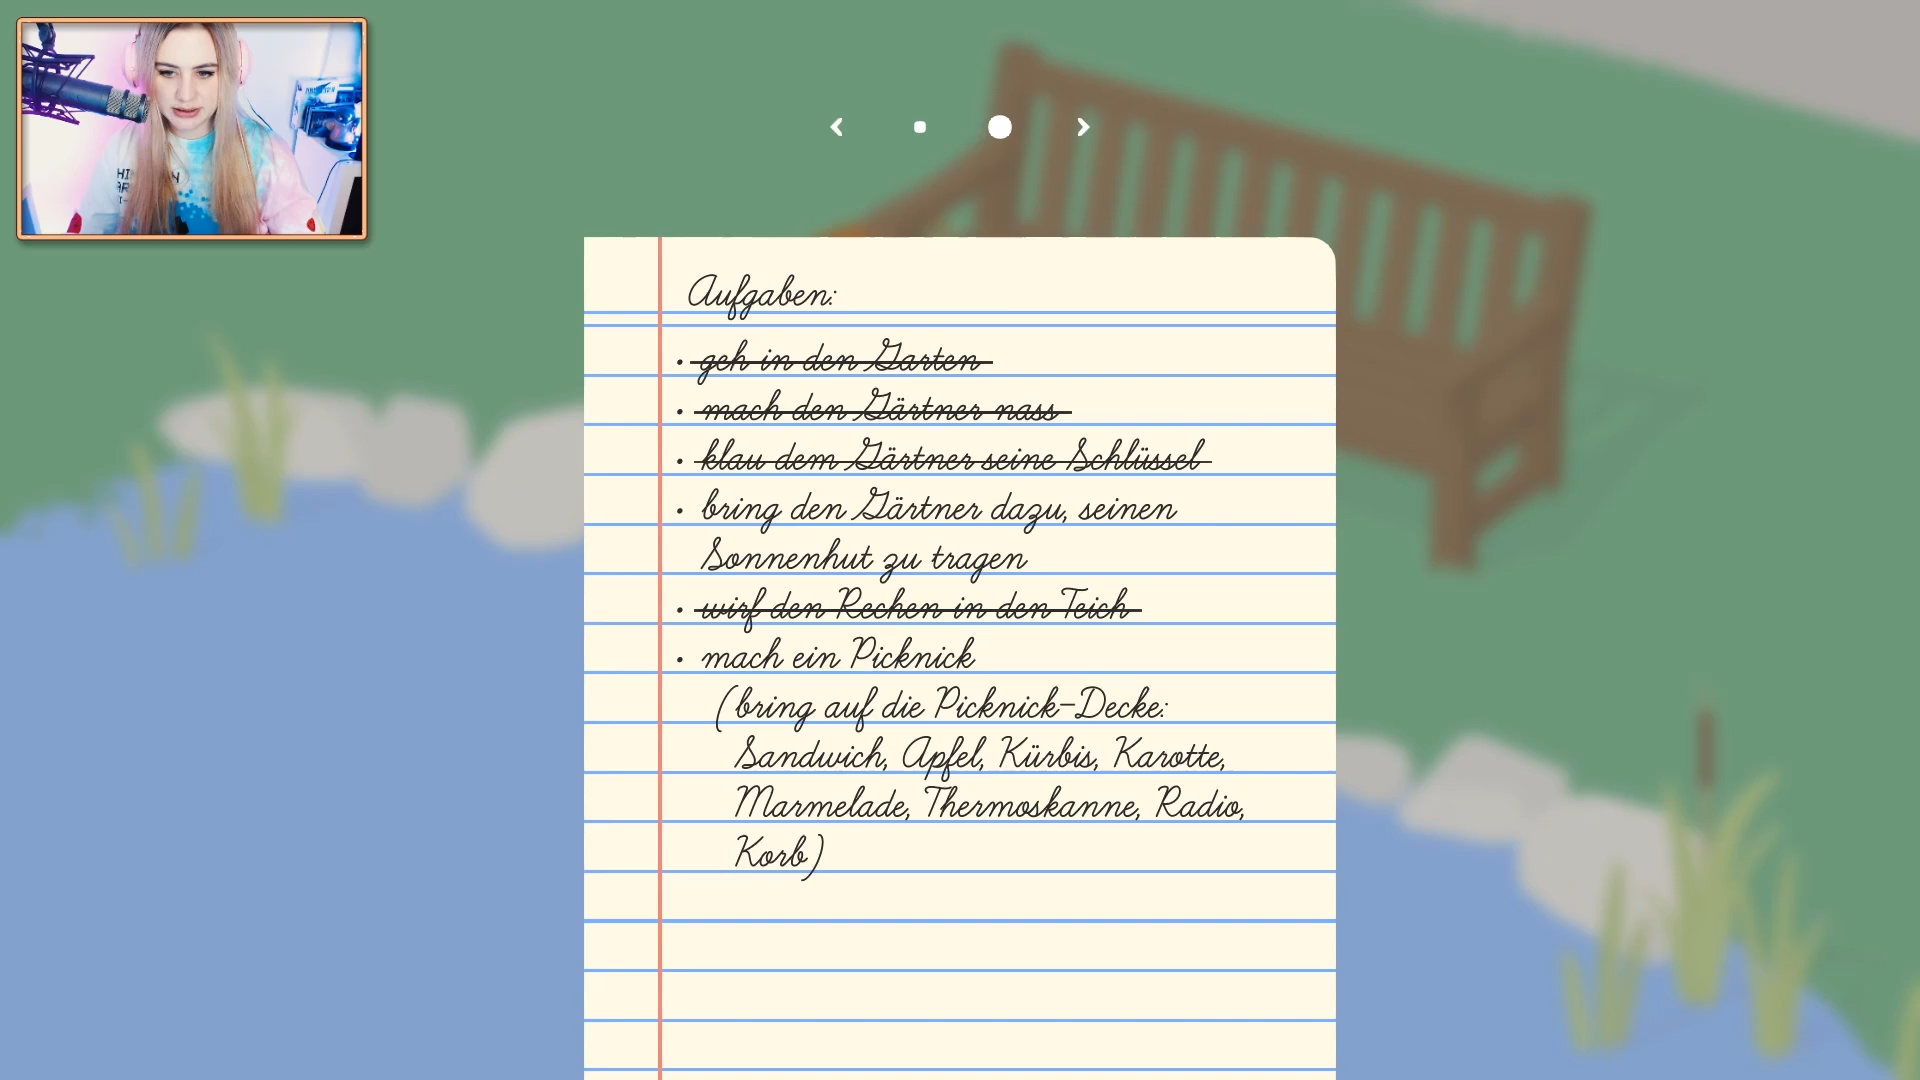 Aufgaben:
• geh in den Garten
• mach den Gärtner nass
• klau dem Gärtner seine Schlüssel
• bring den Gärtner dazu, seinen
Sonnenhut zu tragen
• wirf den Rechen in den Teich
• mach ein Picknick
(bring auf die Picknick-Decke:
Sandwich, Apfel, Kürbis, Karotte,
Marmelade, Thermoskanne, Radio,
Korb)